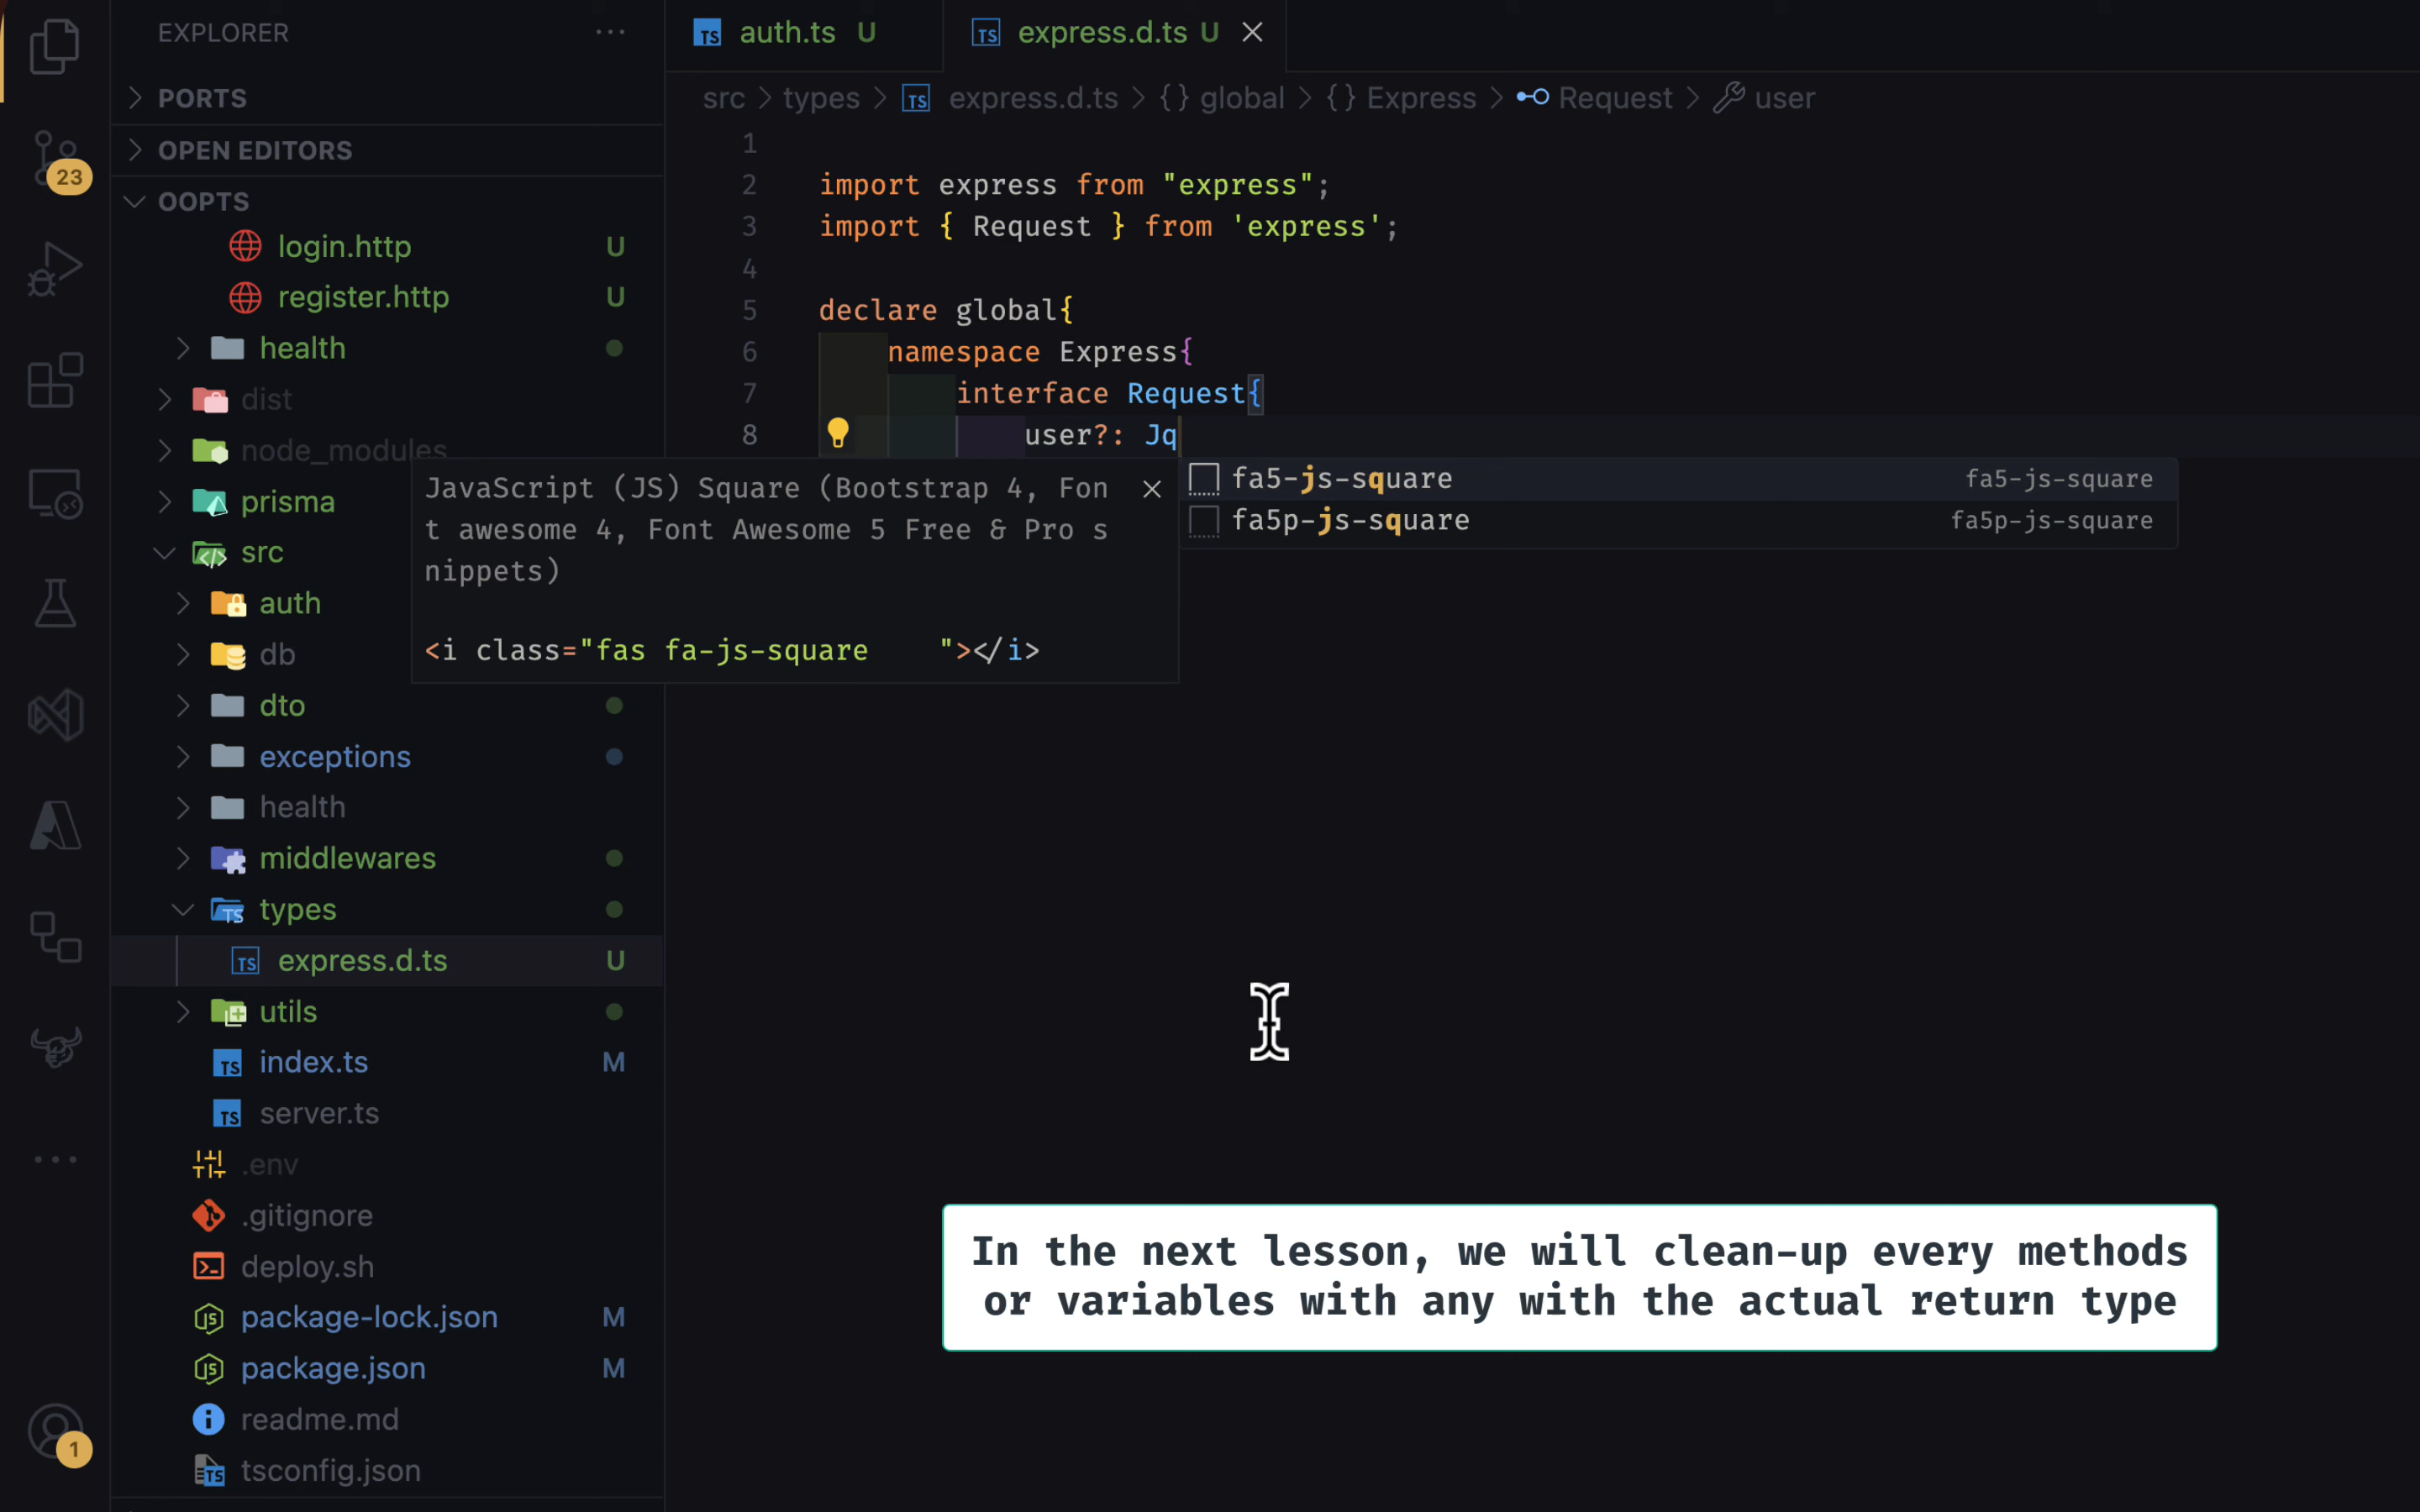 EXPLORER
PORTS
OPEN EDITORS
OOPTS
login.http U
register.http U
health
dist
node_modules
prisma
src
auth
db
dto
exceptions
health
middlewares
types
express.d.ts U
utils
index.ts M
server.ts
.env
.gitignore
deploy.sh
package-lock.json M
package.json M
readme.md
tsconfig.json
23
1
auth.ts U
express.d.ts U
src > types > TS express.d.ts > {} global > {} Express > Request > user
1
2 import express from "express";
3 import { Request } from 'express';
4
5 declare global{
6 namespace Express{
7 interface Request{
8 user?: Jq
JavaScript (JS) Square (Bootstrap 4, Fon
t awesome 4, Font Awesome 5 Free & Pro s
nippets)
<i class="fas fa-js-square    "></i>
fa5-js-square fa5-js-square
fa5p-js-square fa5p-js-square
In the next lesson, we will clean-up every methods
or variables with any with the actual return type